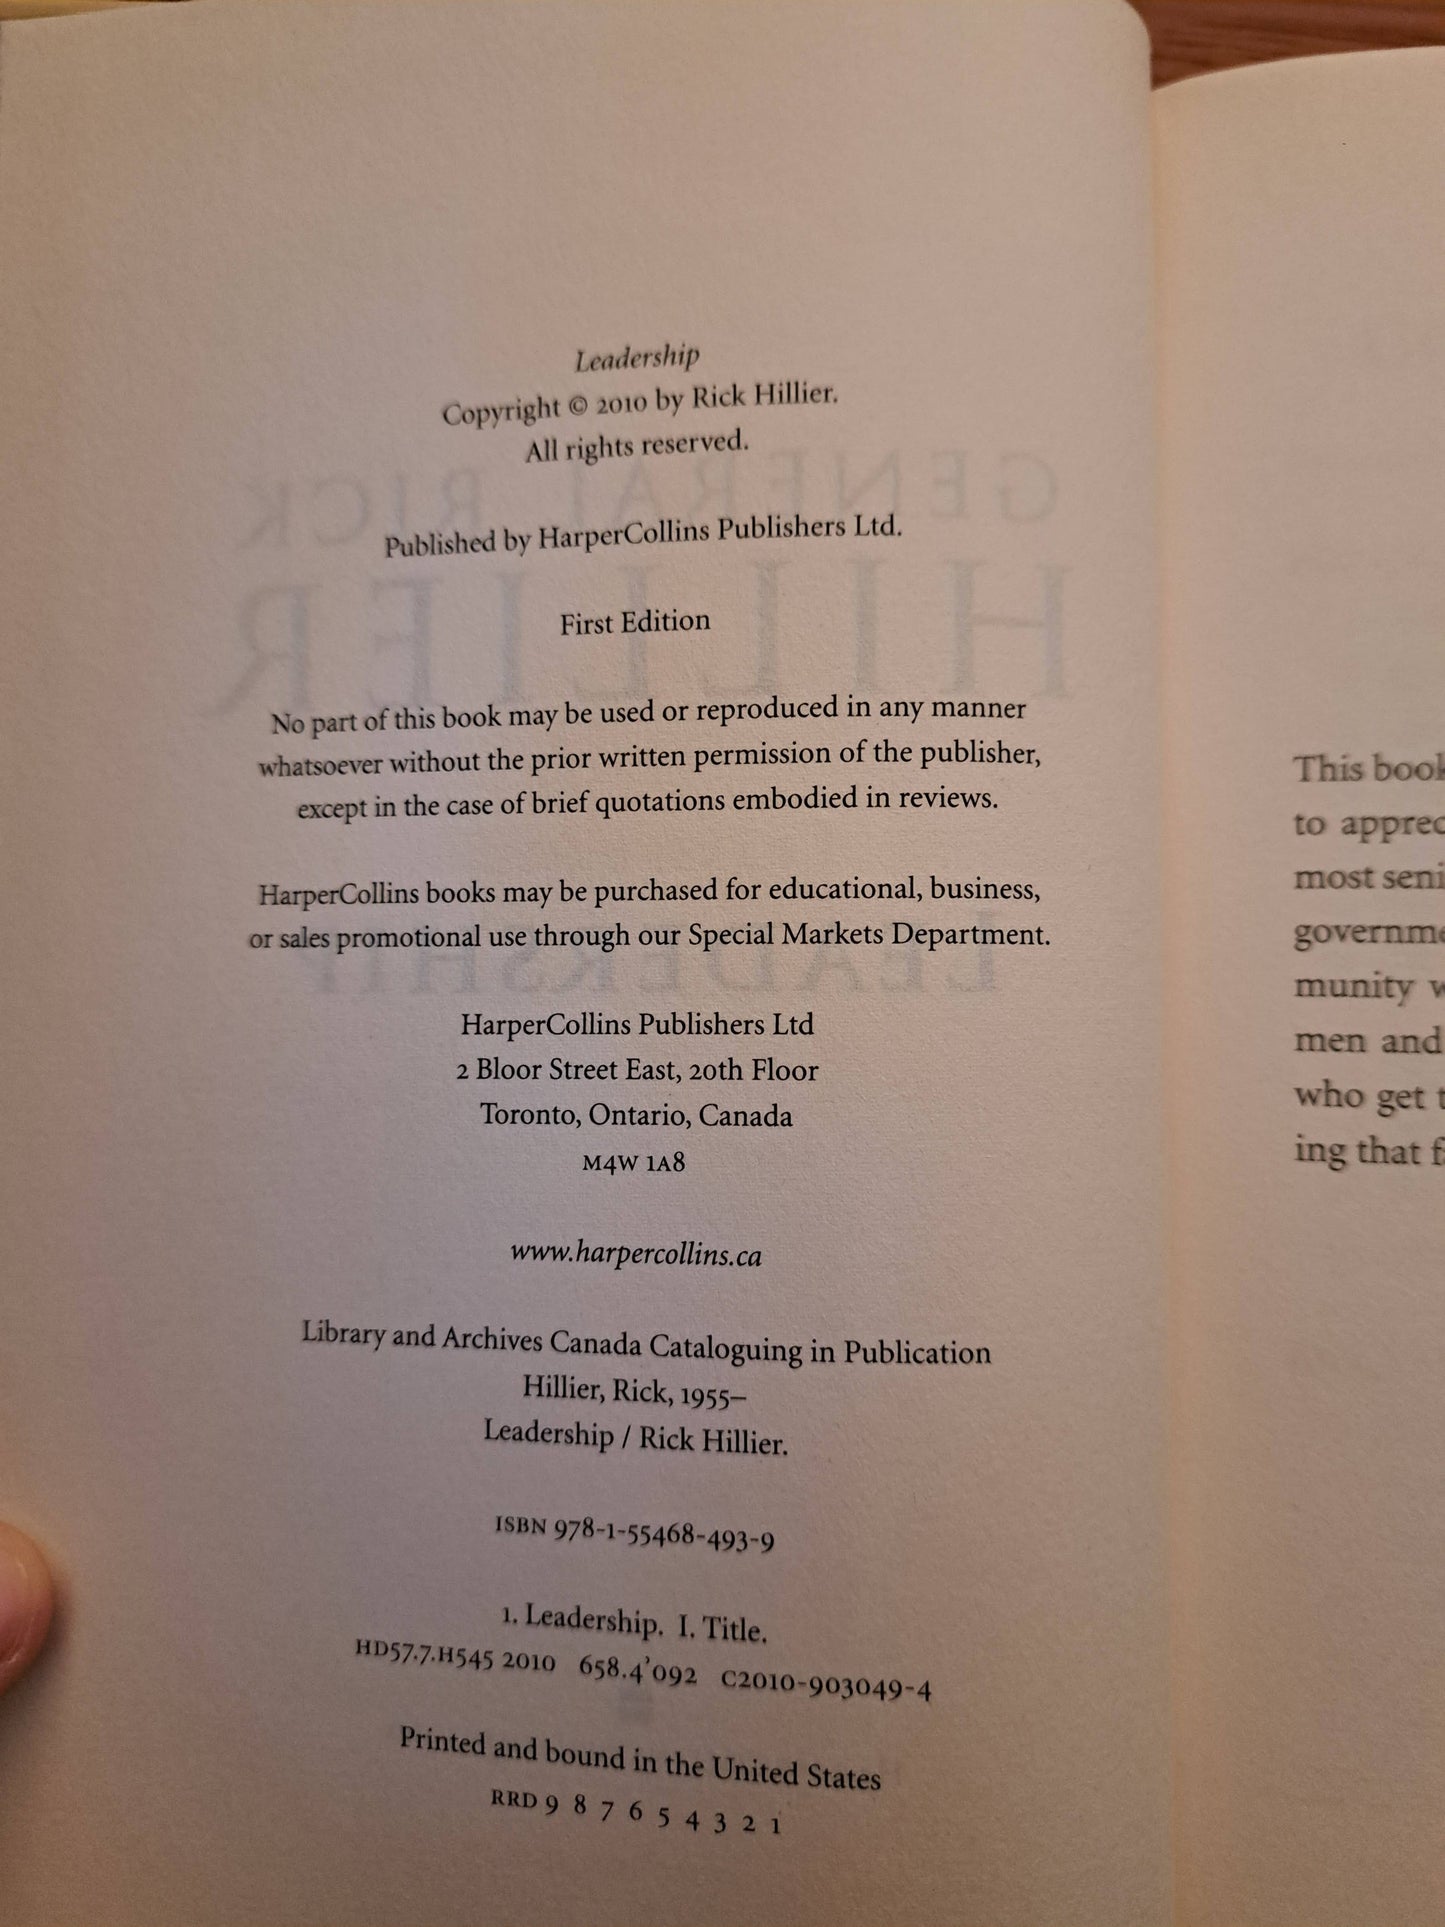 Leadership
Copyright © 2010 by Rick Hillier.
All rights reserved.
Published by HarperCollins Publishers Ltd.
First Edition
No part of this book may be used or reproduced in any manner
whatsoever without the prior written permission of the publisher,
except in the case of brief quotations embodied in reviews.
HarperCollins books may be purchased for educational, business,
or sales promotional use through our Special Markets Department.
HarperCollins Publishers Ltd
2 Bloor Street East, 20th Floor
Toronto, Ontario, Canada
M4W 1A8
www.harpercollins.ca
Library and Archives Canada Cataloguing in Publication
Hillier, Rick, 1955–
Leadership / Rick Hillier.
ISBN 978-1-55468-493-9
1. Leadership. I. Title.
HD57.7.H545 2010 658.4'092 C2010-903049-4
Printed and bound in the United States
RRD 9 8 7 6 5 4 3 2 1
GENERAL RICK
HILLIER
LEADERSHIP
This book
to apprec
most seni
governme
munity w
men and
who get t
ing that f